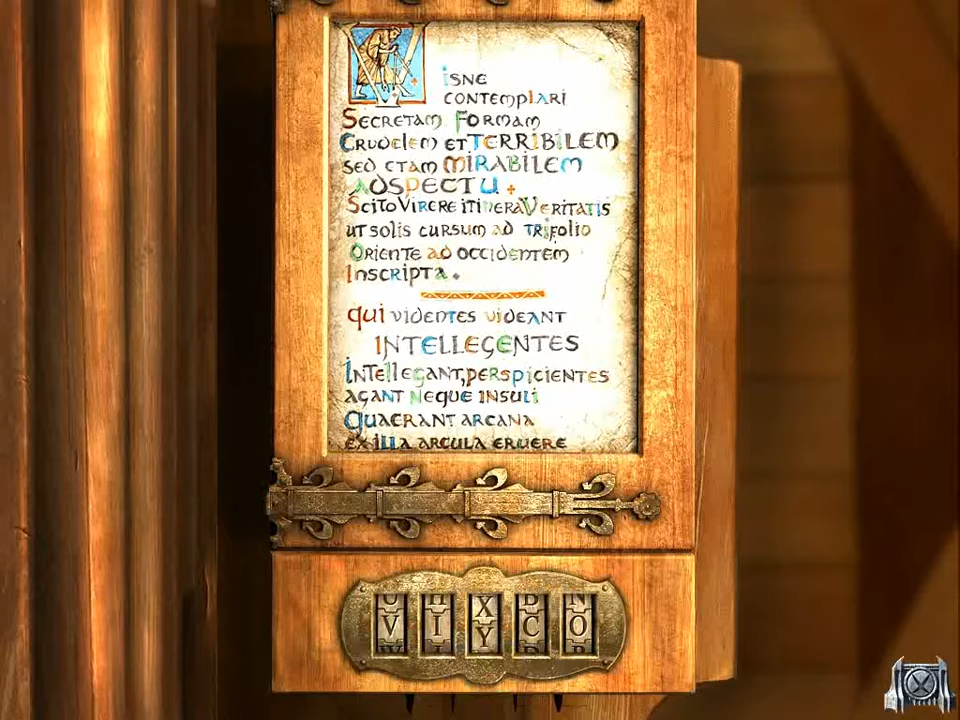 Visne
contemplari
Secretam Formam
Crudelem et TERRIBILEM
sed etam MIRABILEM
ADSPECTU
Scito Virere itinera Veritatis
ut solis cursum ad trifolio
Oriente ad occidentem
Inscripta.
qui videntes videant
INTELLEGENTES
Intellegant, perspicientes
agant neque insuli
Quaerant arcana
ex illa arcula eruere
V I Y C O